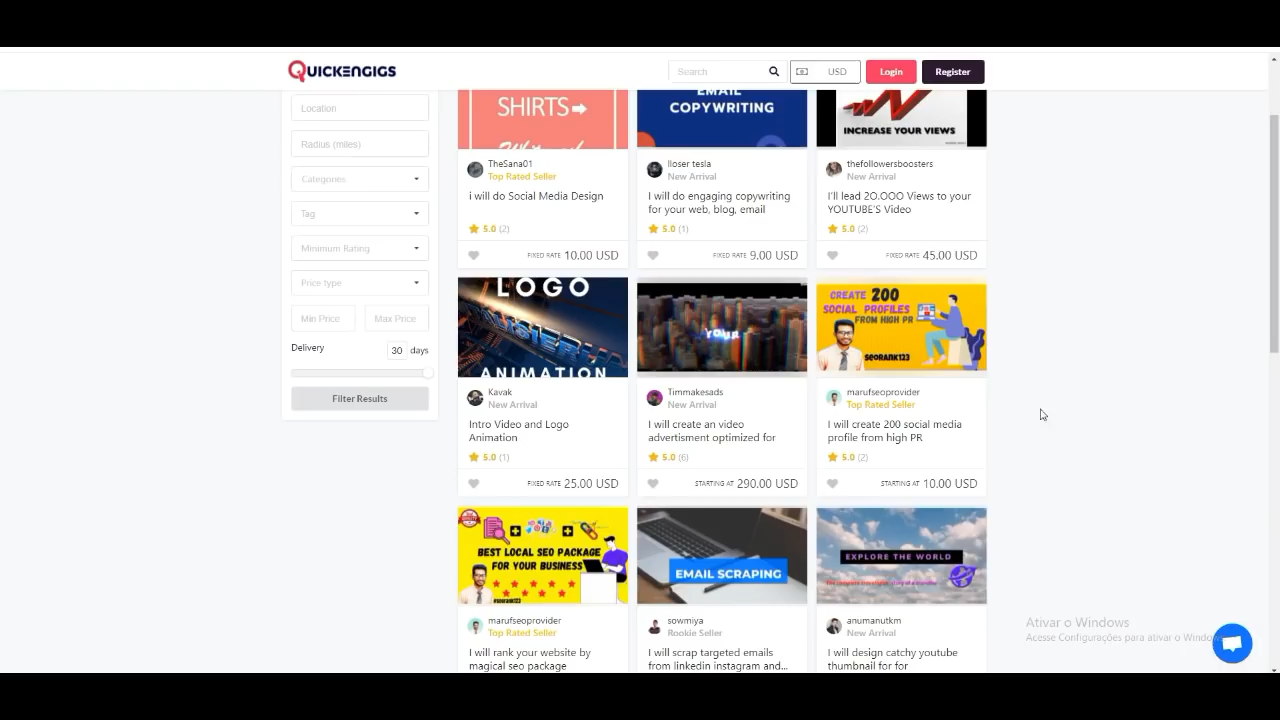 QUICKENGIGS
Search
USD
Login
Register
Location
Radius (miles)
Categories
Tag
Minimum Rating
Price type
Min Price
Max Price
Delivery
30 days
Filter Results
SHIRTS
TheSana01
Top Rated Seller
i will do Social Media Design
5.0 (2)
FIXED RATE 10.00 USD
EMAIL
COPYWRITING
lloser tesla
New Arrival
I will do engaging copywriting
for your web, blog, email
5.0 (1)
FIXED RATE 9.00 USD
INCREASE YOUR VIEWS
thefollowersboosters
New Arrival
I'll lead 2O.OOO Views to your
YOUTUBE'S Video
5.0 (2)
FIXED RATE 45.00 USD
LOGO
ANIMATION
Kavak
New Arrival
Intro Video and Logo
Animation
5.0 (1)
FIXED RATE 25.00 USD
YOUR
Timmakesads
New Arrival
I will create an video
advertisment optimized for
5.0 (6)
STARTING AT 290.00 USD
CREATE 200
SOCIAL PROFILES
FROM HIGH PR
SEORANK123
marufseoprovider
Top Rated Seller
I will create 200 social media
profile from high PR
5.0 (2)
STARTING AT 10.00 USD
BEST LOCAL SEO PACKAGE
FOR YOUR BUSINESS
#seorank123
marufseoprovider
Top Rated Seller
I will rank your website by
magical seo package
EMAIL SCRAPING
sowmiya
Rookie Seller
I will scrap targeted emails
from linkedin instagram and...
EXPLORE THE WORLD
anumanutkm
New Arrival
I will design catchy youtube
thumbnail for for
Ativar o Windows
Acesse Configurações para ativar o Windows